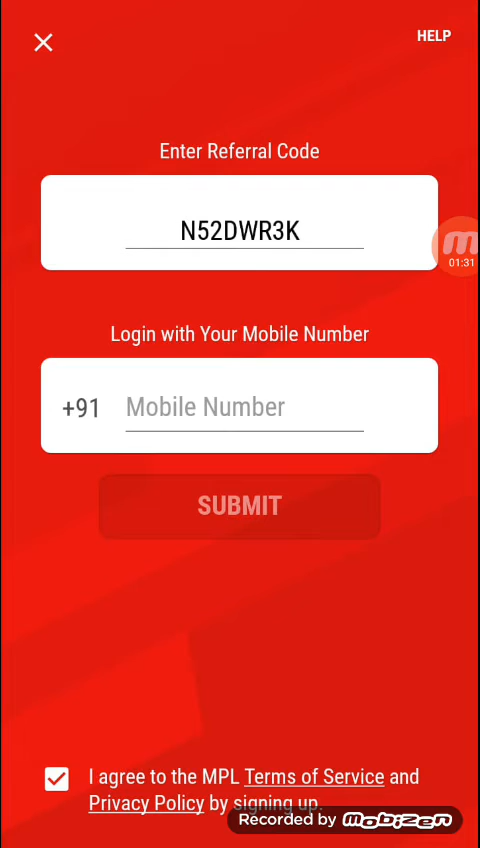 HELP
Enter Referral Code
N52DWR3K
m
01:31
Login with Your Mobile Number
+91 Mobile Number
SUBMIT
I agree to the MPL Terms of Service and
Privacy Policy by signing up.
Recorded by mobizen